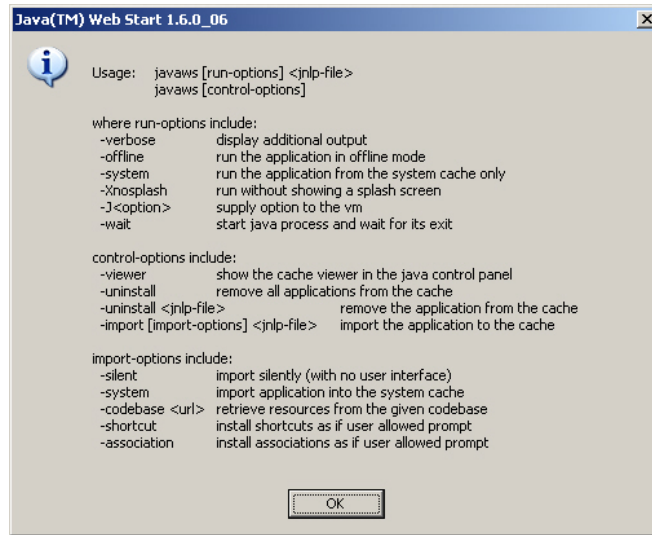 Java(TM) Web Start 1.6.0_06
Usage: javaws [run-options] <jnlp-file>
javaws [control-options]
where run-options include:
-verbose display additional output
-offline run the application in offline mode
-system run the application from the system cache only
-Xnosplash run without showing a splash screen
-J<option> supply option to the vm
-wait start java process and wait for its exit
control-options include:
-viewer show the cache viewer in the java control panel
-uninstall remove all applications from the cache
-uninstall <jnlp-file> remove the application from the cache
-import [import-options] <jnlp-file> import the application to the cache
import-options include:
-silent import silently (with no user interface)
-system import application into the system cache
-codebase <url> retrieve resources from the given codebase
-shortcut install shortcuts as if user allowed prompt
-association install associations as if user allowed prompt
OK